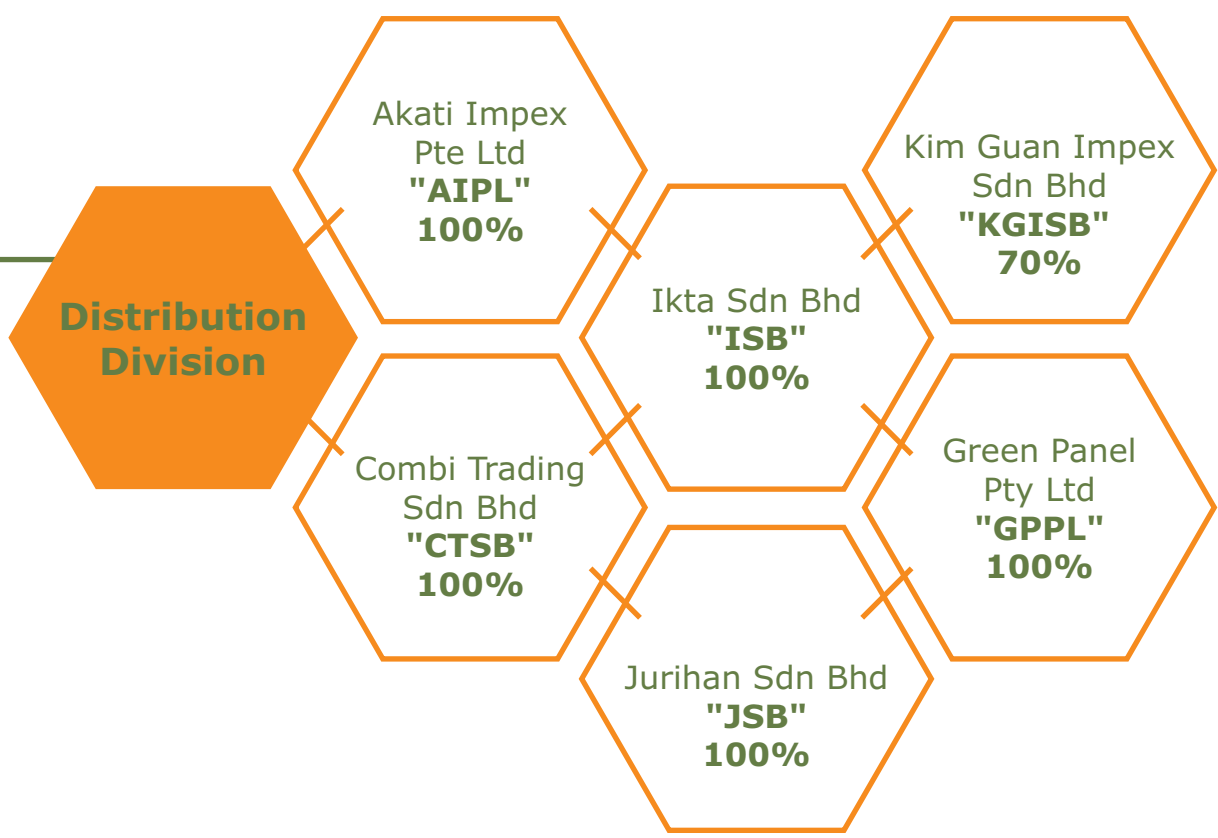 Distribution
Division
Akati Impex
Pte Ltd
"AIPL"
100%
Combi Trading
Sdn Bhd
"CTSB"
100%
Ikta Sdn Bhd
"ISB"
100%
Jurihan Sdn Bhd
"JSB"
100%
Kim Guan Impex
Sdn Bhd
"KGISB"
70%
Green Panel
Pty Ltd
"GPPL"
100%